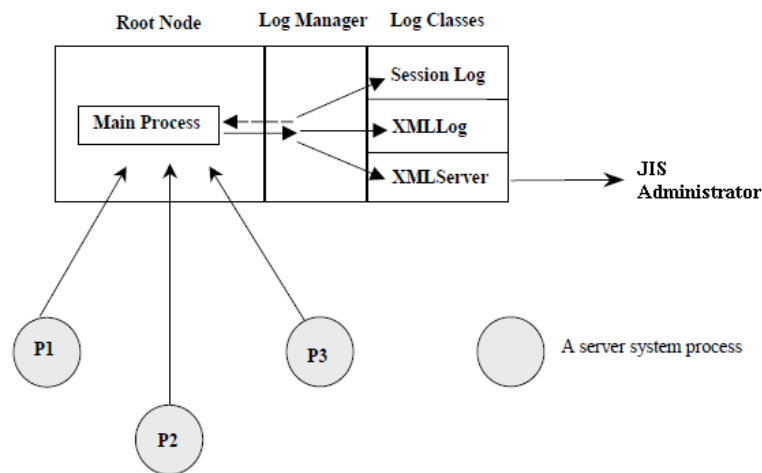 Root Node
Log Manager
Log Classes
Session Log
Main Process
XMLLog
XMLServer
JIS
Administrator
P1
P3
A server system process
P2